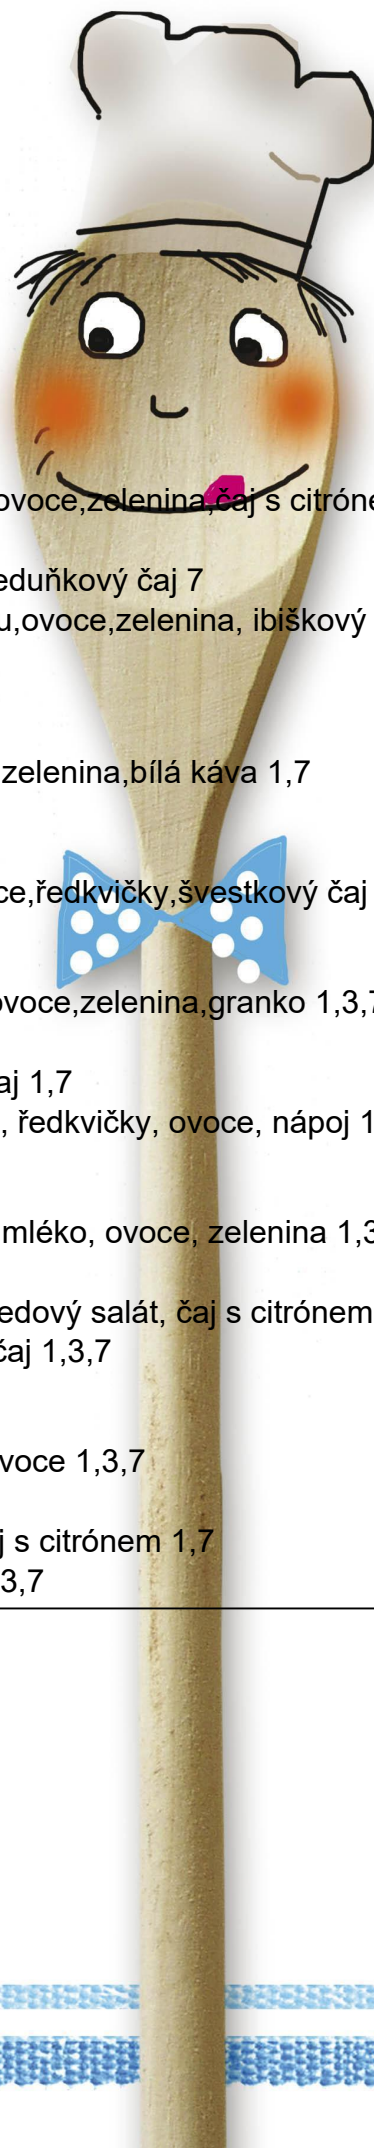 ovoce,zelenina,čaj s citróne
eduňkový čaj 7
u,ovoce,zelenina, ibiškový
zelenina,bílá káva 1,7
ce,ředkvičky,švestkový čaj
ovoce,zelenina,granko 1,3,7
aj 1,7
, ředkvičky, ovoce, nápoj 1
mléko, ovoce, zelenina 1,3
edový salát, čaj s citrónem
čaj 1,3,7
voce 1,3,7
j s citrónem 1,7
3,7